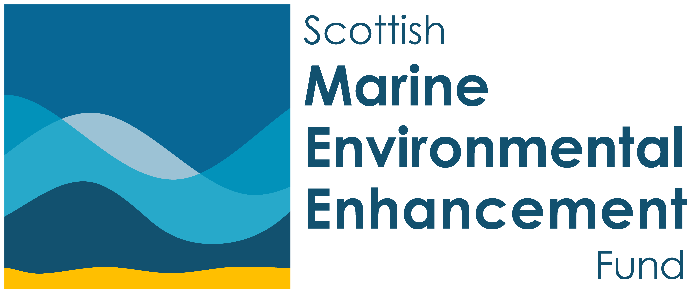 Scottish
Marine
Environmental
Enhancement
Fund